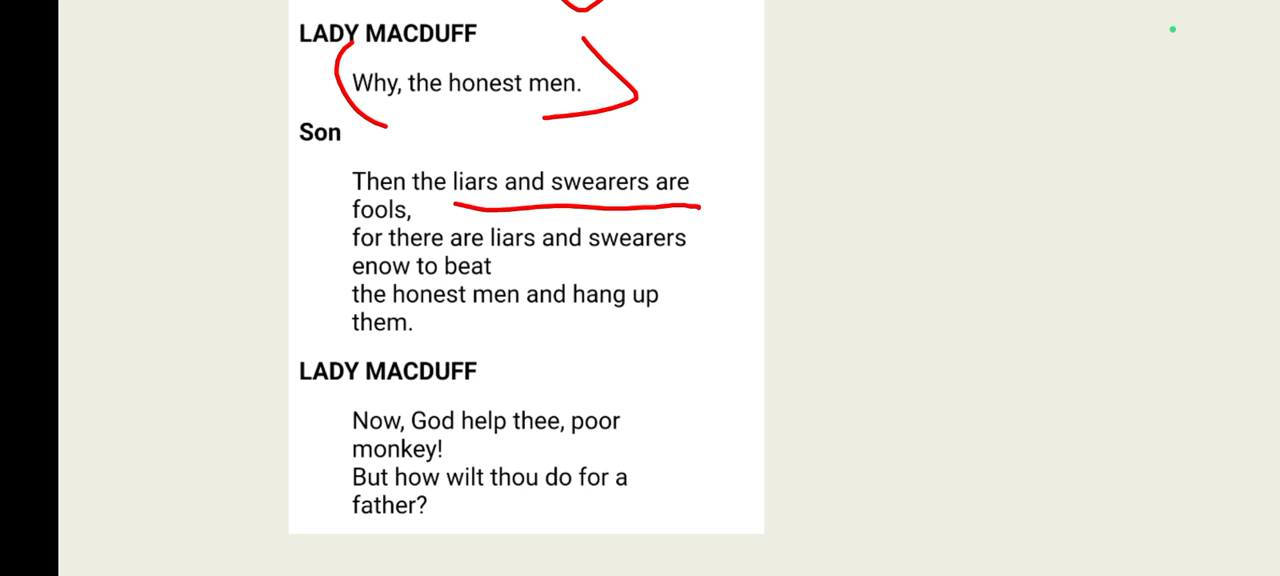 LADY MACDUFF
Why, the honest men.
Son
Then the liars and swearers are
fools,
for there are liars and swearers
enow to beat
the honest men and hang up
them.
LADY MACDUFF
Now, God help thee, poor
monkey!
But how wilt thou do for a
father?